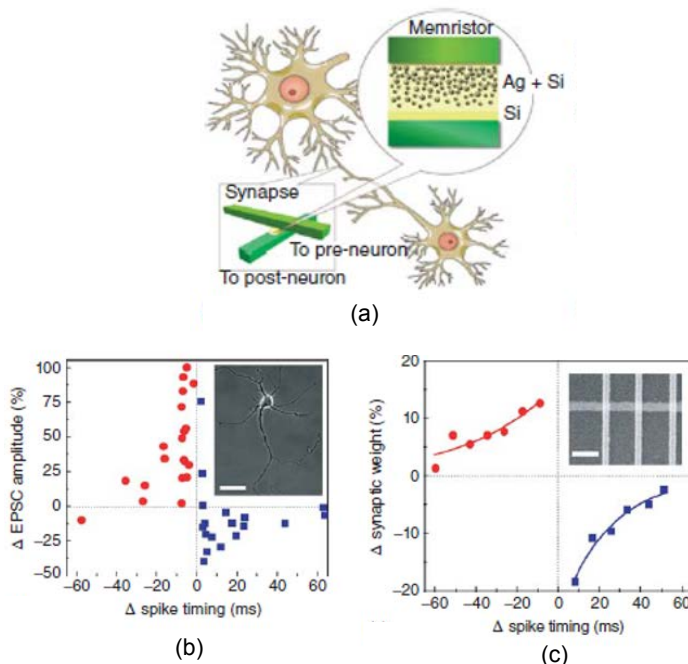 Memristor
Ag + Si
Si
Synapse
To pre-neuron
To post-neuron
(a)
Δ EPSC amplitude (%)
100
75
50
25
0
−25
−50
−60 −40 −20 0 20 40 60
Δ spike timing (ms)
(b)
Δ synaptic weight (%)
20
10
0
−10
−20
−60 −40 −20 0 20 40 60
Δ spike timing (ms)
(c)